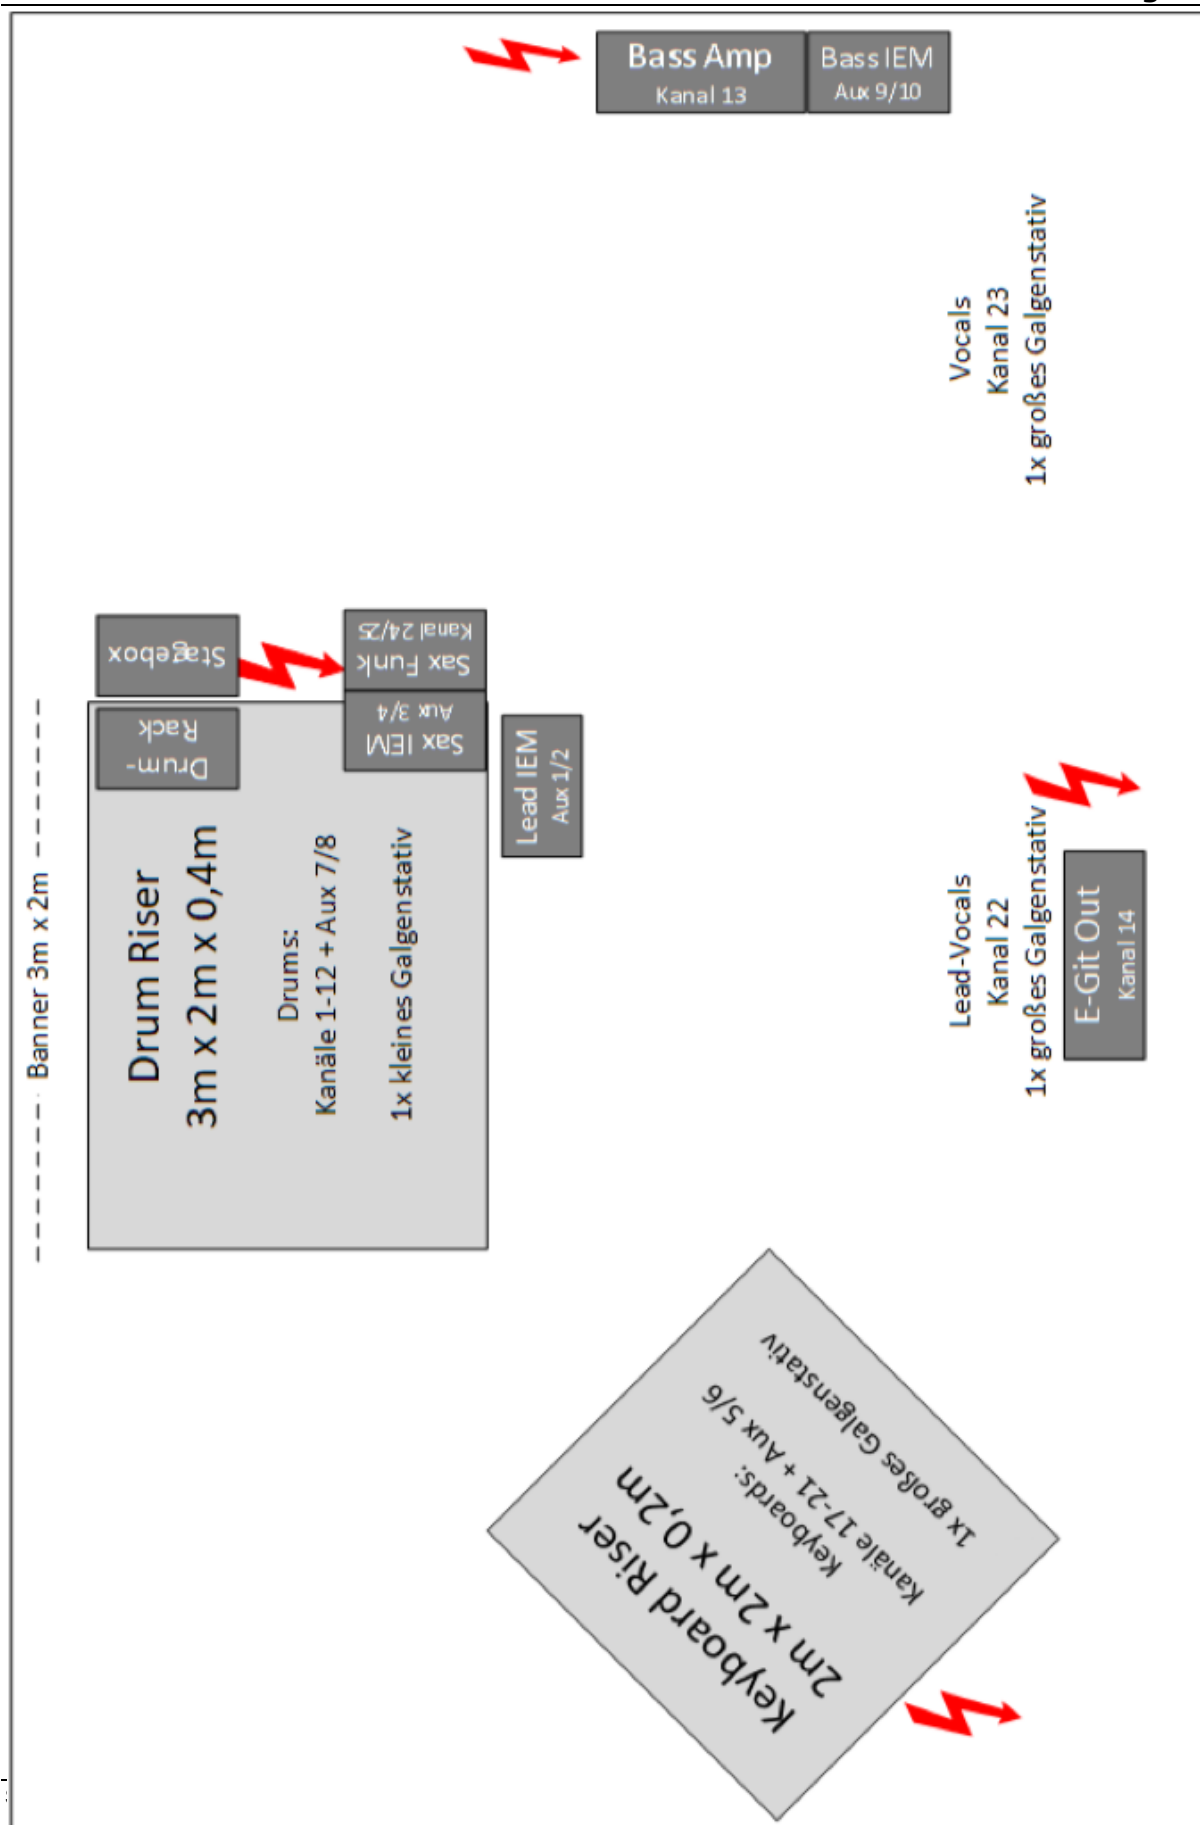 Bass Amp
Kanal 13
Bass IEM
Aux 9/10
Vocals
Kanal 23
1x großes Galgenstativ
Stagebox
Sax Funk
Kanal 24/25
Sax IEM
Aux 3/4
Drum-
Rack
Lead IEM
Aux 1/2
Banner 3m x 2m
Drum Riser
3m x 2m x 0,4m
Drums:
Kanäle 1-12 + Aux 7/8
1x kleines Galgenstativ
Lead-Vocals
Kanal 22
1x großes Galgenstativ
E-Git Out
Kanal 14
Keyboard Riser
2m x 2m x 0,2m
Keyboards:
Kanäle 17-21 + Aux 5/6
1x großes Galgenstativ